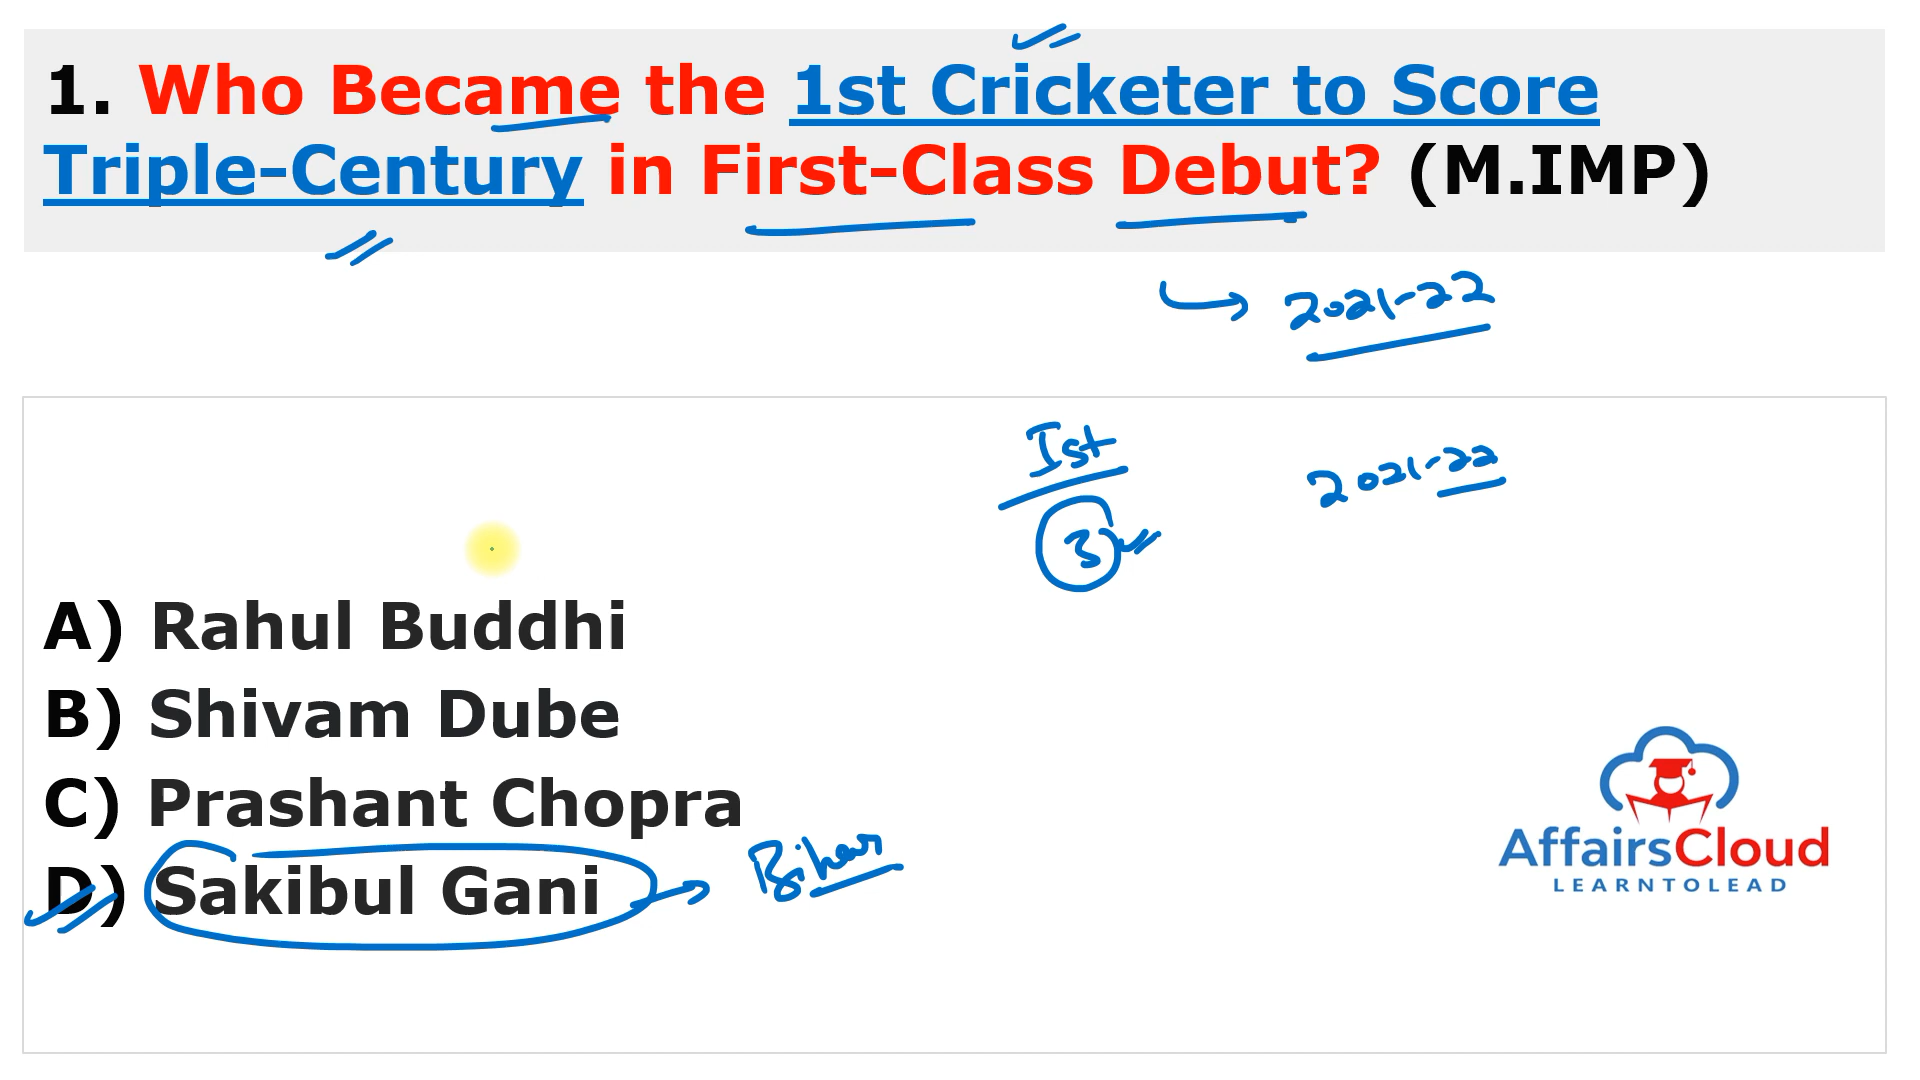 1. Who Became the 1st Cricketer to Score
Triple-Century in First-Class Debut? (M.IMP)
2021-22
Ist
2021-22
3
A) Rahul Buddhi
B) Shivam Dube
C) Prashant Chopra
D) Sakibul Gani
Bihar
AffairsCloud
LEARNTOLEAD